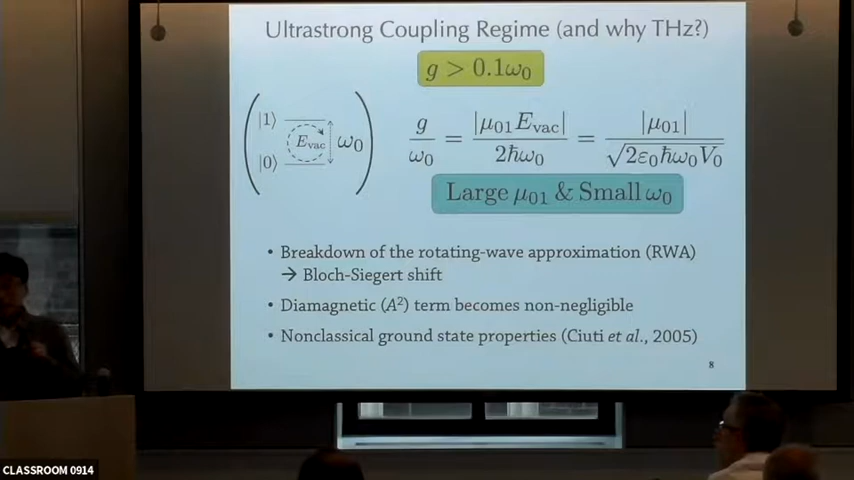 Ultrastrong Coupling Regime (and why THz?)
g > 0.1ω₀
|1⟩
|0⟩
E_vac
ω₀
g/ω₀ = |μ₀₁E_vac|/2ħω₀ = |μ₀₁|/√(2ε₀ħω₀V₀)
Large μ₀₁ & Small ω₀
• Breakdown of the rotating-wave approximation (RWA)
→ Bloch-Siegert shift
• Diamagnetic (A²) term becomes non-negligible
• Nonclassical ground state properties (Ciuti et al., 2005)
8
CLASSROOM 0914